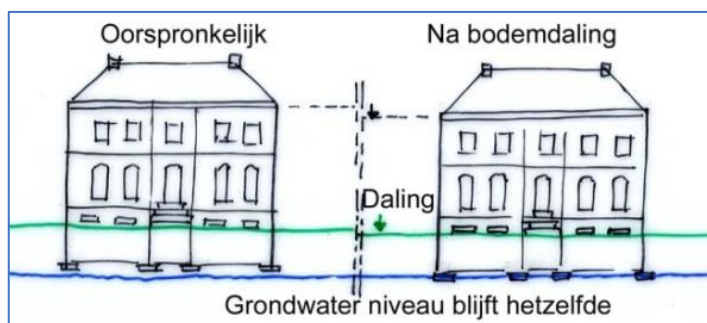 Oorspronkelijk
Na bodemdaling
Daling
Grondwater niveau blijft hetzelfde